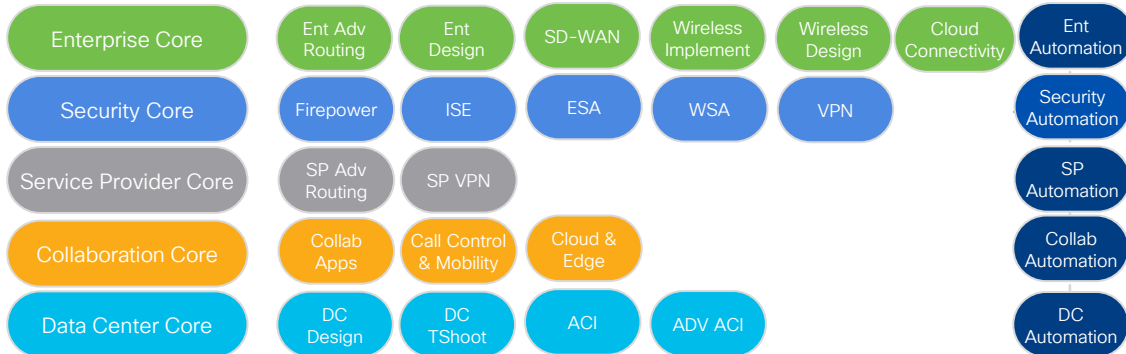 Enterprise Core
Ent Adv
Routing
Ent
Design
SD-WAN
Wireless
Implement
Wireless
Design
Cloud
Connectivity
Ent
Automation
Security Core
Firepower
ISE
ESA
WSA
VPN
Security
Automation
Service Provider Core
SP Adv
Routing
SP VPN
SP
Automation
Collaboration Core
Collab
Apps
Call Control
& Mobility
Cloud &
Edge
Collab
Automation
Data Center Core
DC
Design
DC
TShoot
ACI
ADV ACI
DC
Automation